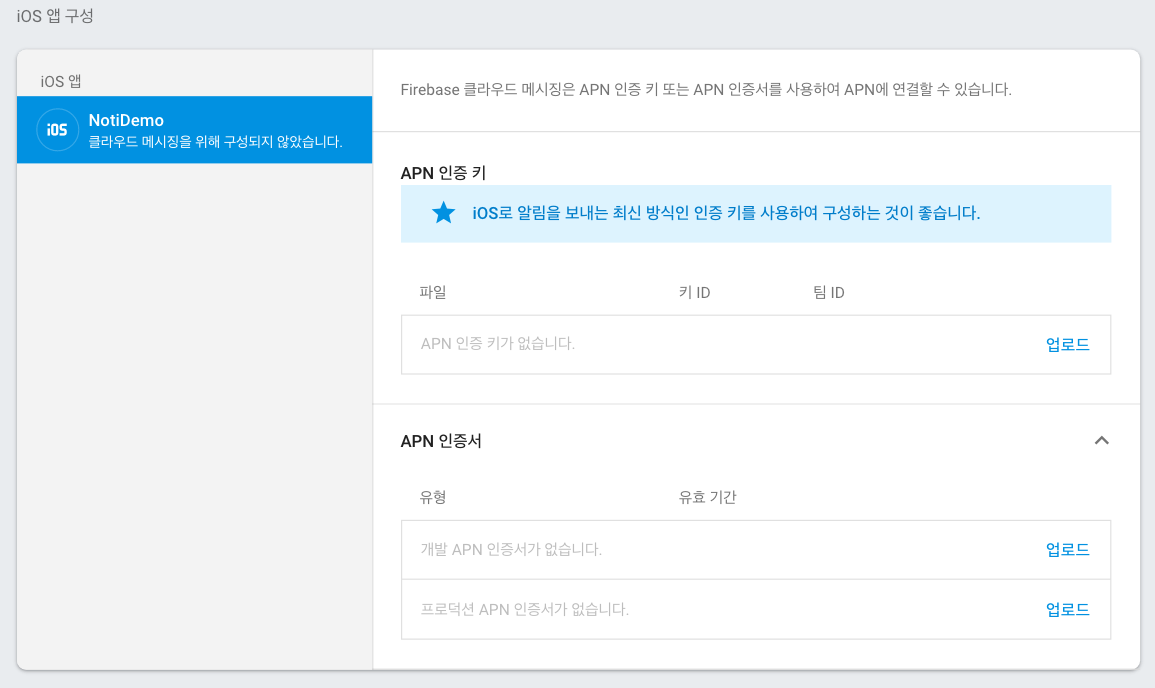 iOS 앱 구성
iOS 앱
iOS
NotiDemo
클라우드 메시징을 위해 구성되지 않았습니다.
Firebase 클라우드 메시징은 APN 인증 키 또는 APN 인증서를 사용하여 APN에 연결할 수 있습니다.
APN 인증 키
iOS로 알림을 보내는 최신 방식인 인증 키를 사용하여 구성하는 것이 좋습니다.
파일 키 ID 팀 ID
APN 인증 키가 없습니다. 업로드
APN 인증서
유형 유효 기간
개발 APN 인증서가 없습니다. 업로드
프로덕션 APN 인증서가 없습니다. 업로드